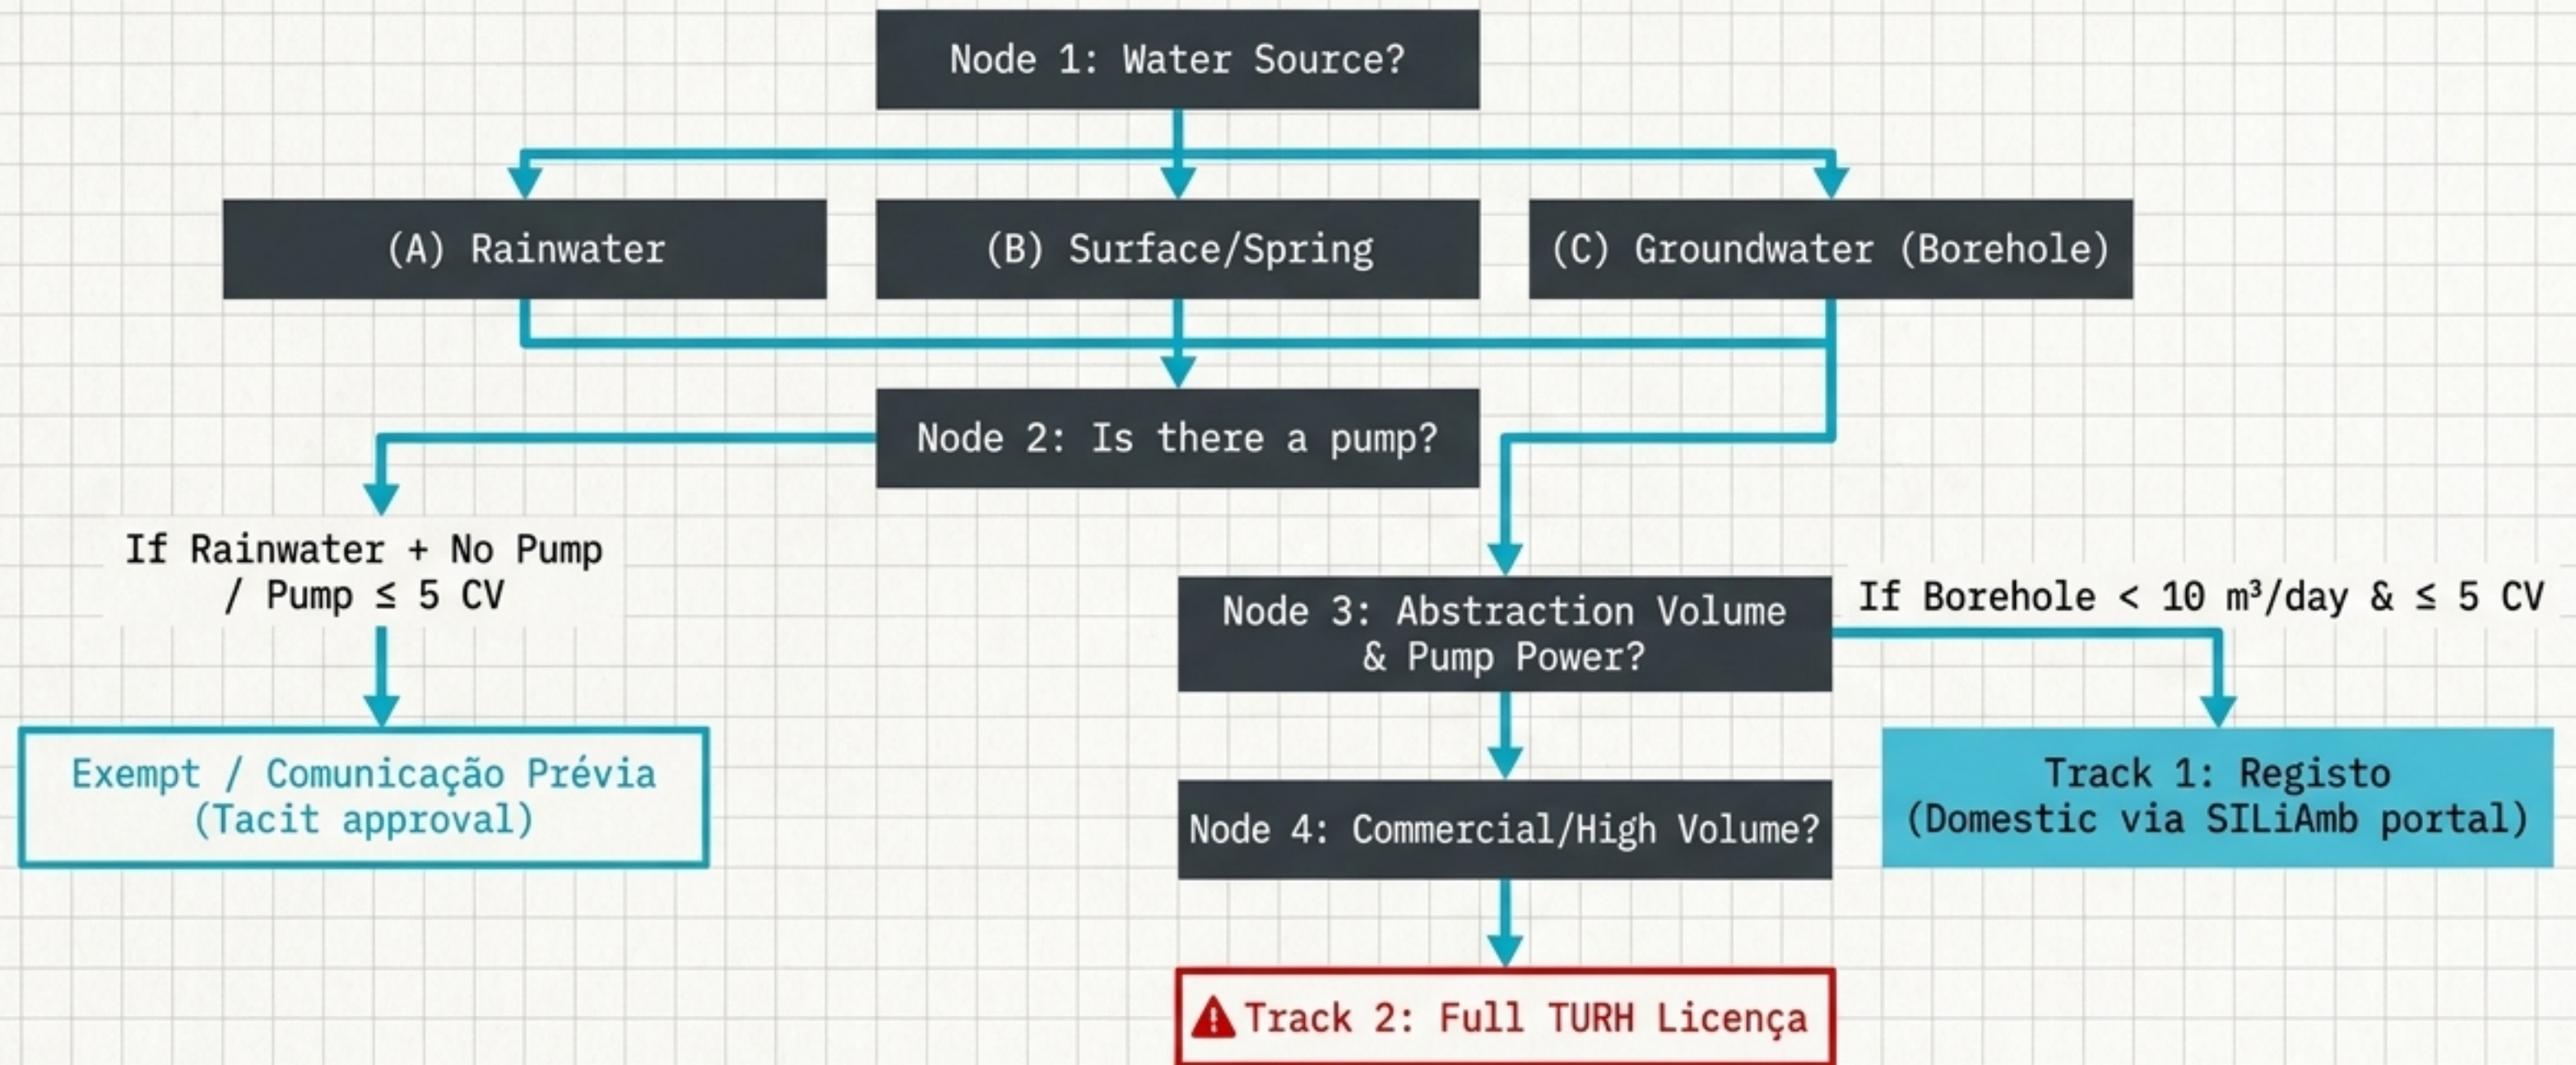 Node 1: Water Source?
(A) Rainwater
(B) Surface/Spring
(C) Groundwater (Borehole)
Node 2: Is there a pump?
If Rainwater + No Pump
/ Pump ≤ 5 CV
Node 3: Abstraction Volume
& Pump Power?
If Borehole < 10 m³/day & ≤ 5 CV
Exempt / Comunicação Prévia
(Tacit approval)
Track 1: Registo
(Domestic via SILiAmb portal)
Node 4: Commercial/High Volume?
Track 2: Full TURH Licença